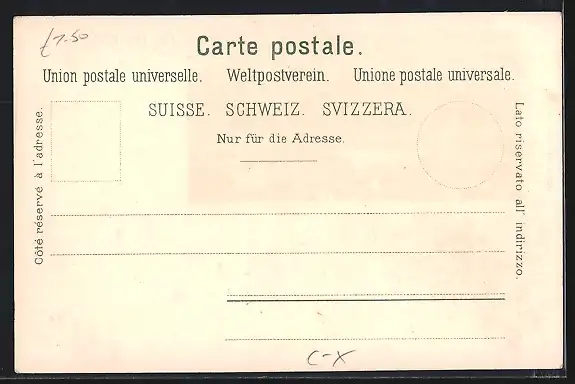 £1-50
Carte postale.
Union postale universelle. Weltpostverein. Unione postale universale.
SUISSE. SCHWEIZ. SVIZZERA.
Nur für die Adresse.
Côté réservé à l'adresse.
Lato riservato all' indirizzo.
C-X